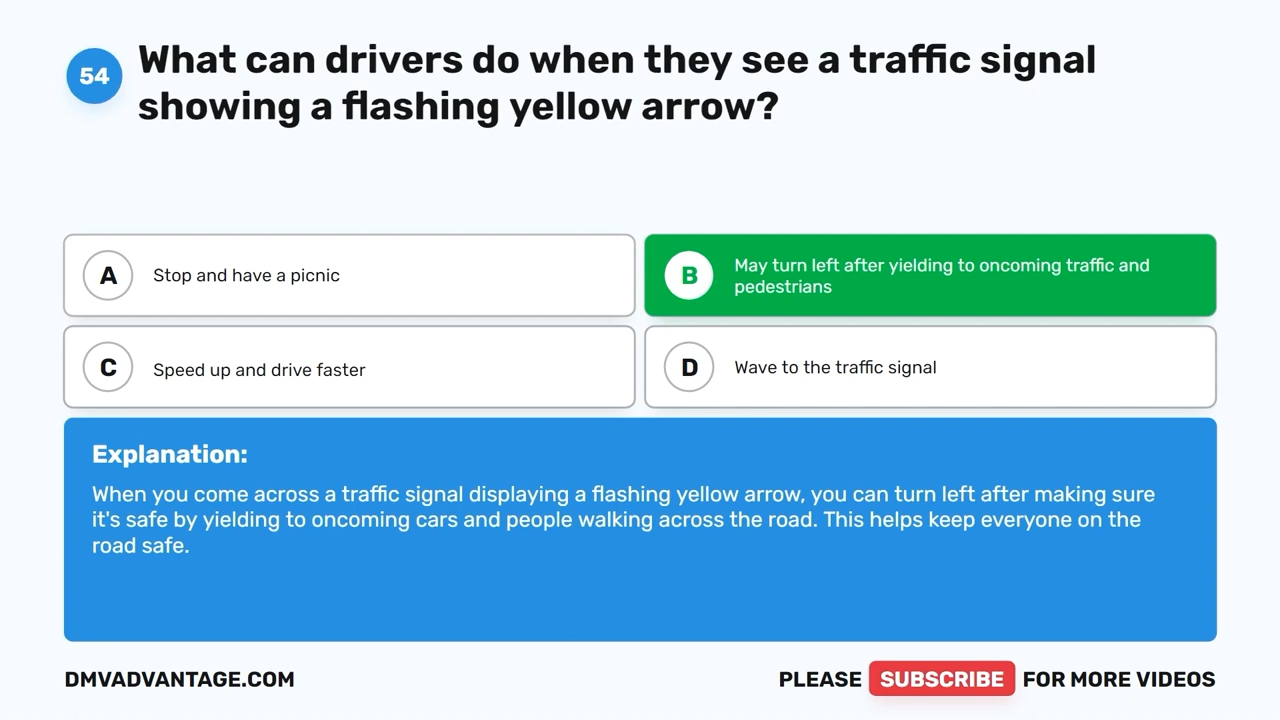 54
What can drivers do when they see a traffic signal
showing a flashing yellow arrow?
A
Stop and have a picnic
B
May turn left after yielding to oncoming traffic and
pedestrians
C
Speed up and drive faster
D
Wave to the traffic signal
Explanation:
When you come across a traffic signal displaying a flashing yellow arrow, you can turn left after making sure
it's safe by yielding to oncoming cars and people walking across the road. This helps keep everyone on the
road safe.
DMVADVANTAGE.COM
PLEASE SUBSCRIBE FOR MORE VIDEOS